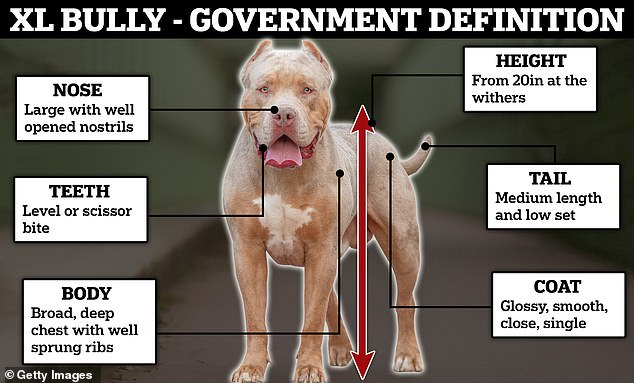 XL BULLY - GOVERNMENT DEFINITION
NOSE
Large with well
opened nostrils
HEIGHT
From 20in at the
withers
TEETH
Level or scissor
bite
TAIL
Medium length
and low set
BODY
Broad, deep
chest with well
sprung ribs
COAT
Glossy, smooth,
close, single
©Getty Images